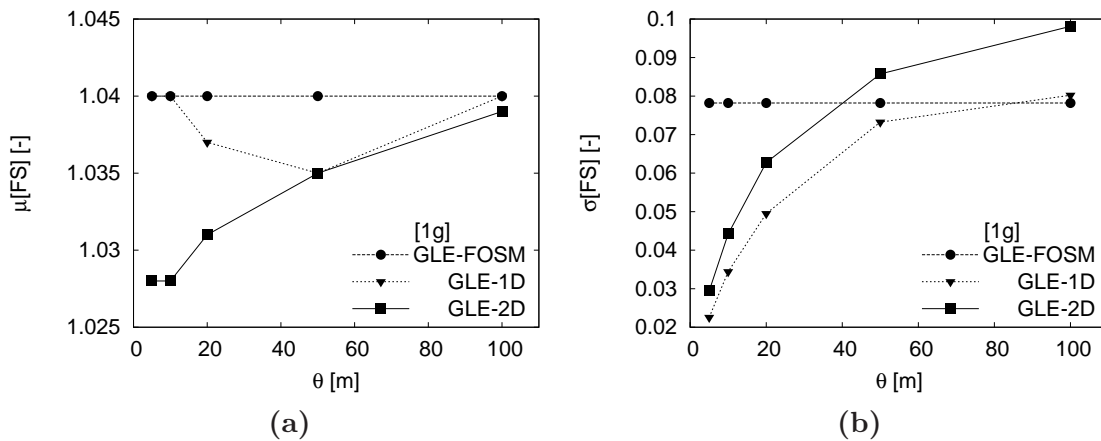 1.045
1.04
1.035
1.03
1.025
μ[FS] [-]
[1g]
GLE-FOSM
GLE-1D
GLE-2D
0 20 40 60 80 100
θ [m]
(a)
0.1
0.09
0.08
0.07
0.06
0.05
0.04
0.03
0.02
σ[FS] [-]
[1g]
GLE-FOSM
GLE-1D
GLE-2D
0 20 40 60 80 100
θ [m]
(b)